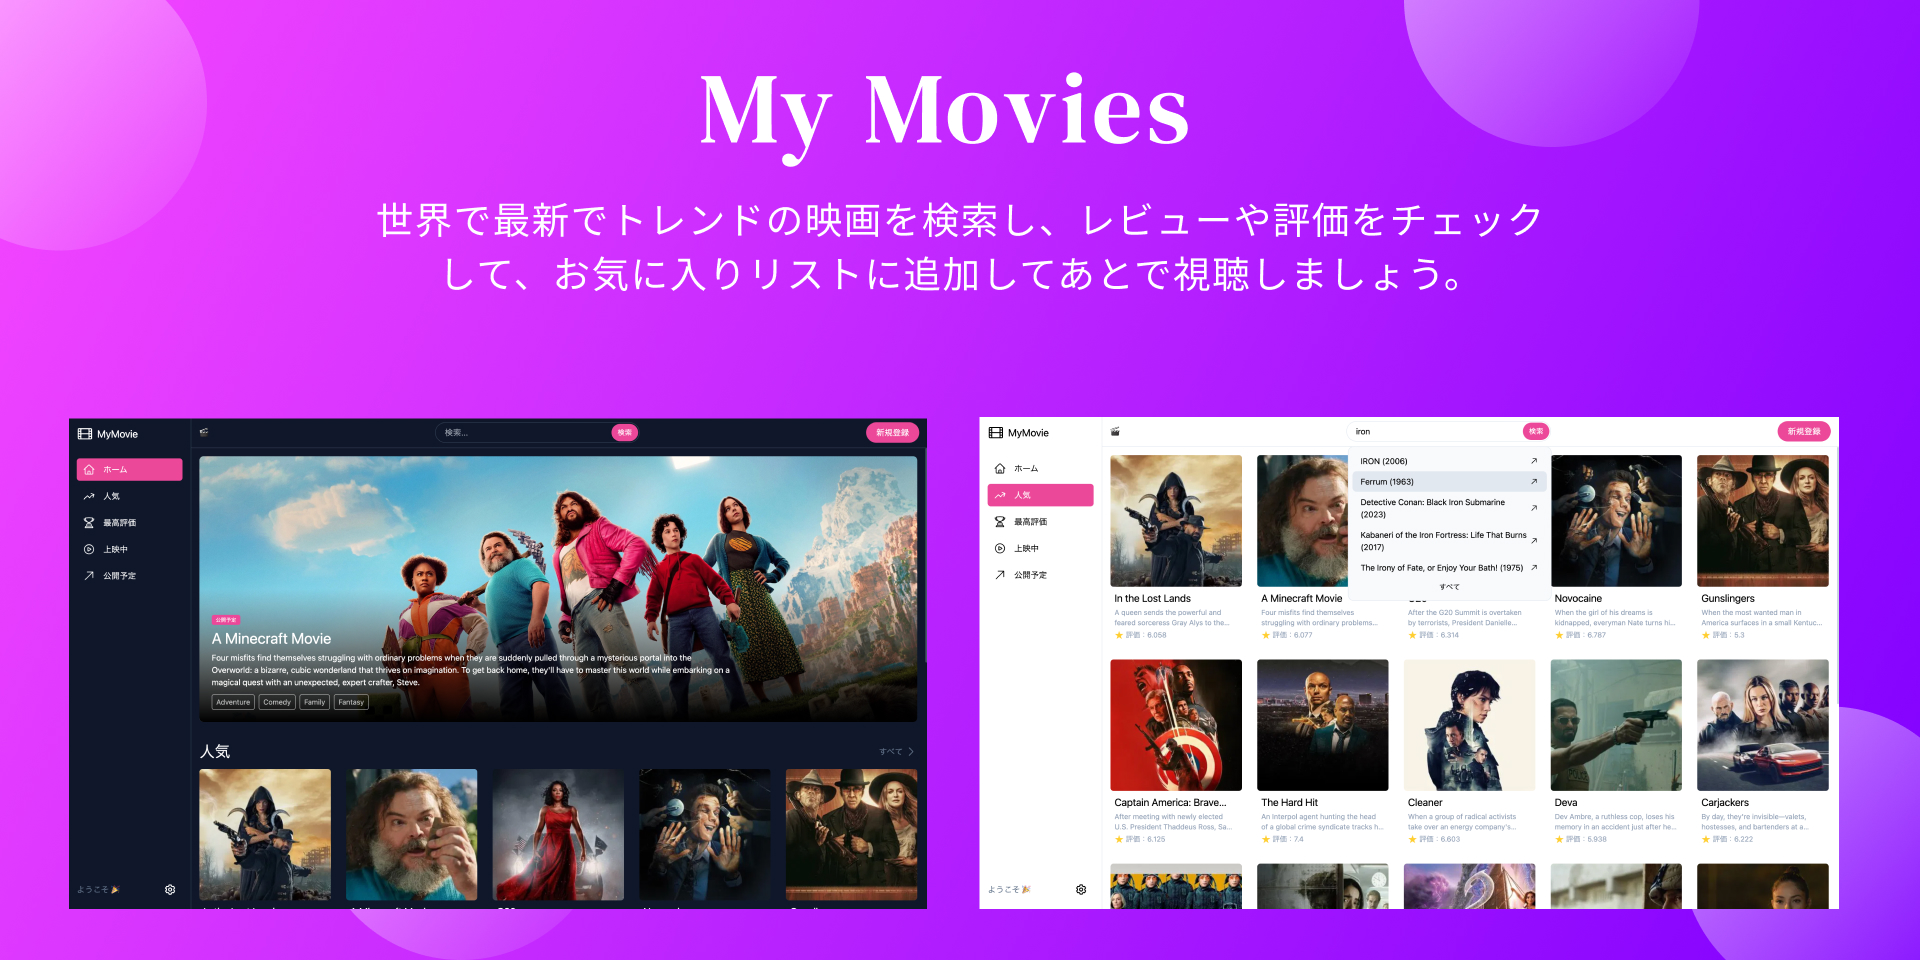 My Movies
世界で最新でトレンドの映画を検索し、レビューや評価をチェック
して、お気に入りリストに追加してあとで視聴しましょう。
MyMovie
検索...
検索
新規登録
ホーム
人気
最高評価
上映中
公開予定
公開予定
A Minecraft Movie
Four misfits find themselves struggling with ordinary problems when they are suddenly pulled through a mysterious portal into the
Overworld: a bizarre, cubic wonderland that thrives on imagination. To get back home, they'll have to master this world while embarking on a
magical quest with an unexpected, expert crafter, Steve.
Adventure
Comedy
Family
Fantasy
人気
すべて
ようこそ
MyMovie
iron
検索
新規登録
ホーム
人気
最高評価
上映中
公開予定
IRON (2006)
Ferrum (1963)
Detective Conan: Black Iron Submarine
(2023)
Kabaneri of the Iron Fortress: Life That Burns
(2017)
The Irony of Fate, or Enjoy Your Bath! (1975)
すべて
In the Lost Lands
A queen sends the powerful and
feared sorceress Gray Alys to the...
評価：6.058
A Minecraft Movie
Four misfits find themselves
struggling with ordinary problems...
評価：6.077
After the G20 Summit is overtaken
by terrorists, President Danielle...
評価：6.314
Novocaine
When the girl of his dreams is
kidnapped, everyman Nate turns hi...
評価：6.787
Gunslingers
When the most wanted man in
America surfaces in a small Kentuc...
評価：5.3
Captain America: Brave...
After meeting with newly elected
U.S. President Thaddeus Ross, Sa...
評価：6.125
The Hard Hit
An Interpol agent hunting the head
of a global crime syndicate tracks h...
評価：7.4
Cleaner
When a group of radical activists
take over an energy company's...
評価：6.603
Deva
Dev Ambre, a ruthless cop, loses his
memory in an accident just after he...
評価：5.938
Carjackers
By day, they're invisible—valets,
hostesses, and bartenders at a...
評価：6.222
ようこそ